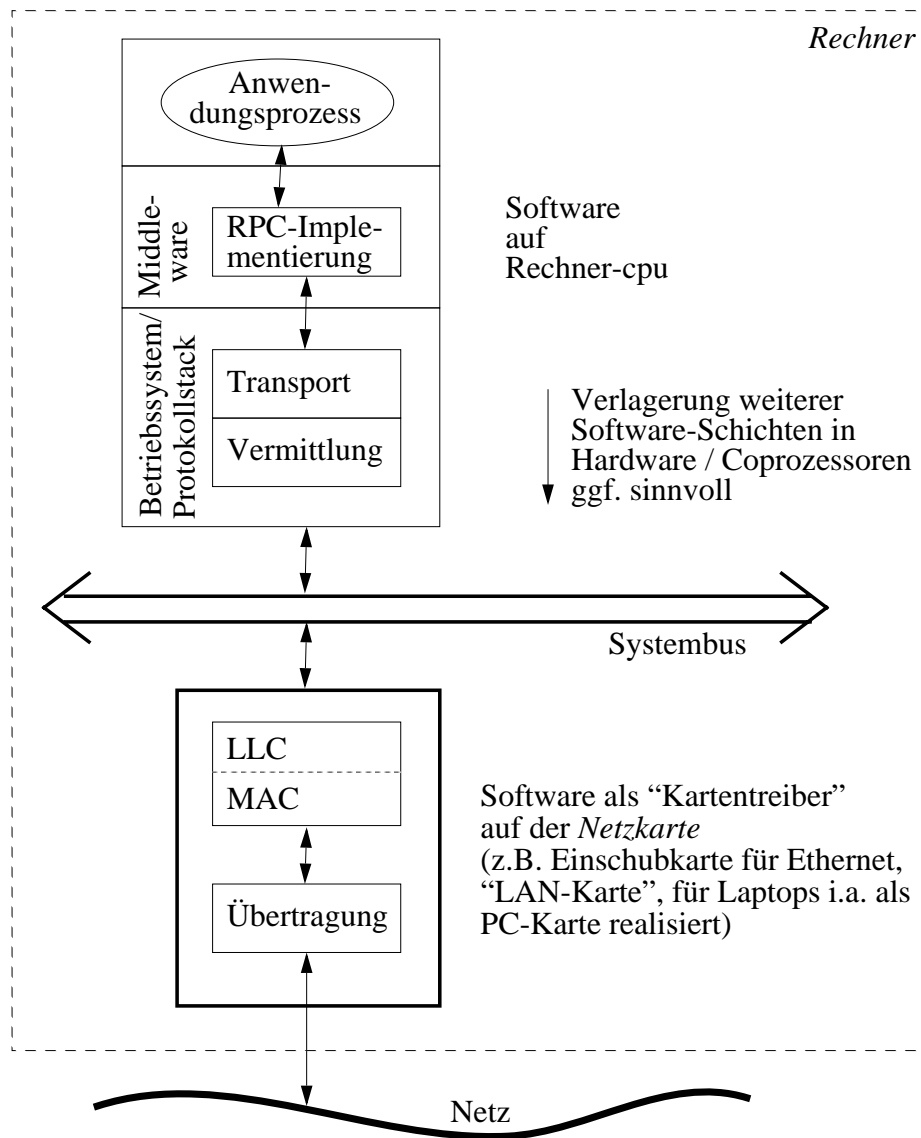 Rechner
Anwen-
dungsprozess
Middle-
ware
RPC-Imple-
mentierung
Software
auf
Rechner-cpu
Betriebssystem/
Protokollstack
Transport
Vermittlung
Verlagerung weiterer
Software-Schichten in
Hardware / Coprozessoren
ggf. sinnvoll
Systembus
LLC
MAC
Übertragung
Software als “Kartentreiber”
auf der Netzkarte
(z.B. Einschubkarte für Ethernet,
“LAN-Karte”, für Laptops i.a. als
PC-Karte realisiert)
Netz